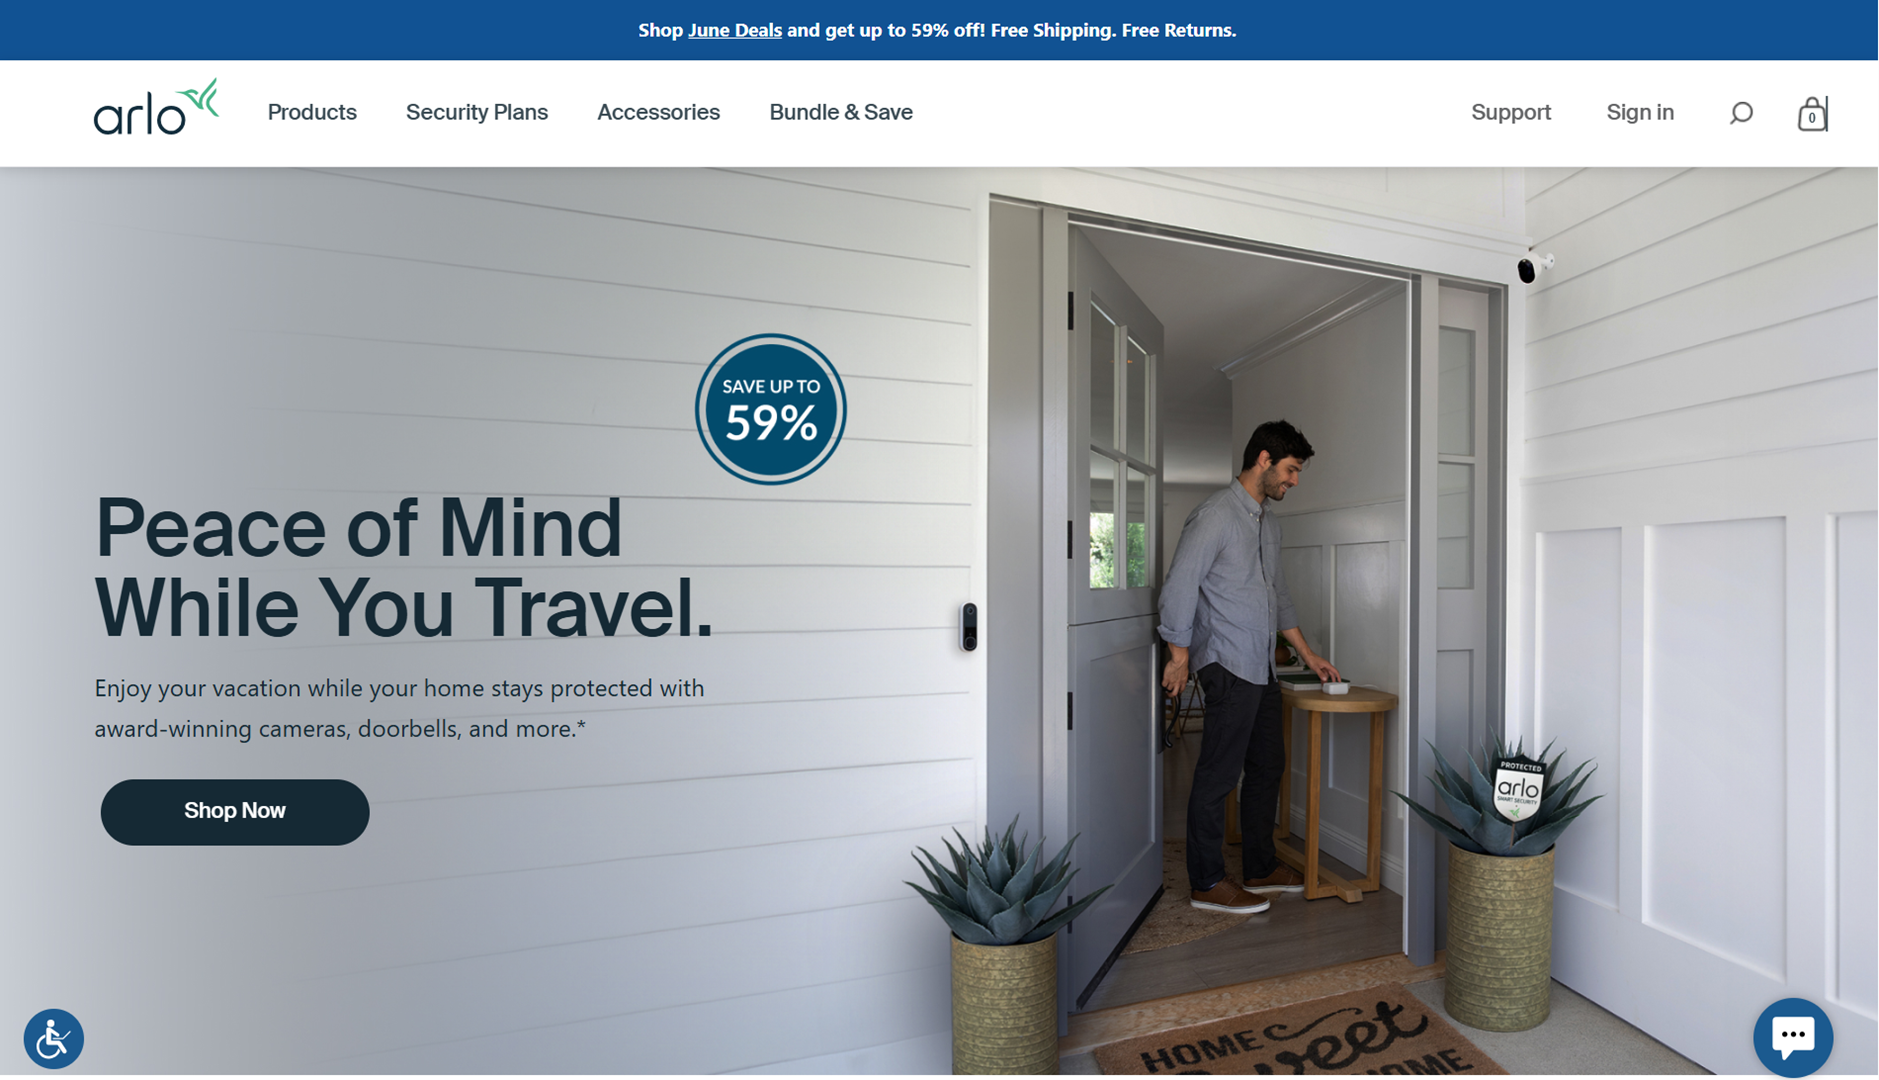 Shop June Deals and get up to 59% off! Free Shipping. Free Returns.
arlo
Products
Security Plans
Accessories
Bundle & Save
Support
Sign in
0
SAVE UP TO
59%
Peace of Mind
While You Travel.
Enjoy your vacation while your home stays protected with
award-winning cameras, doorbells, and more.*
Shop Now
PROTECTED
arlo
SMART SECURITY
HOME
Sweet
HOME